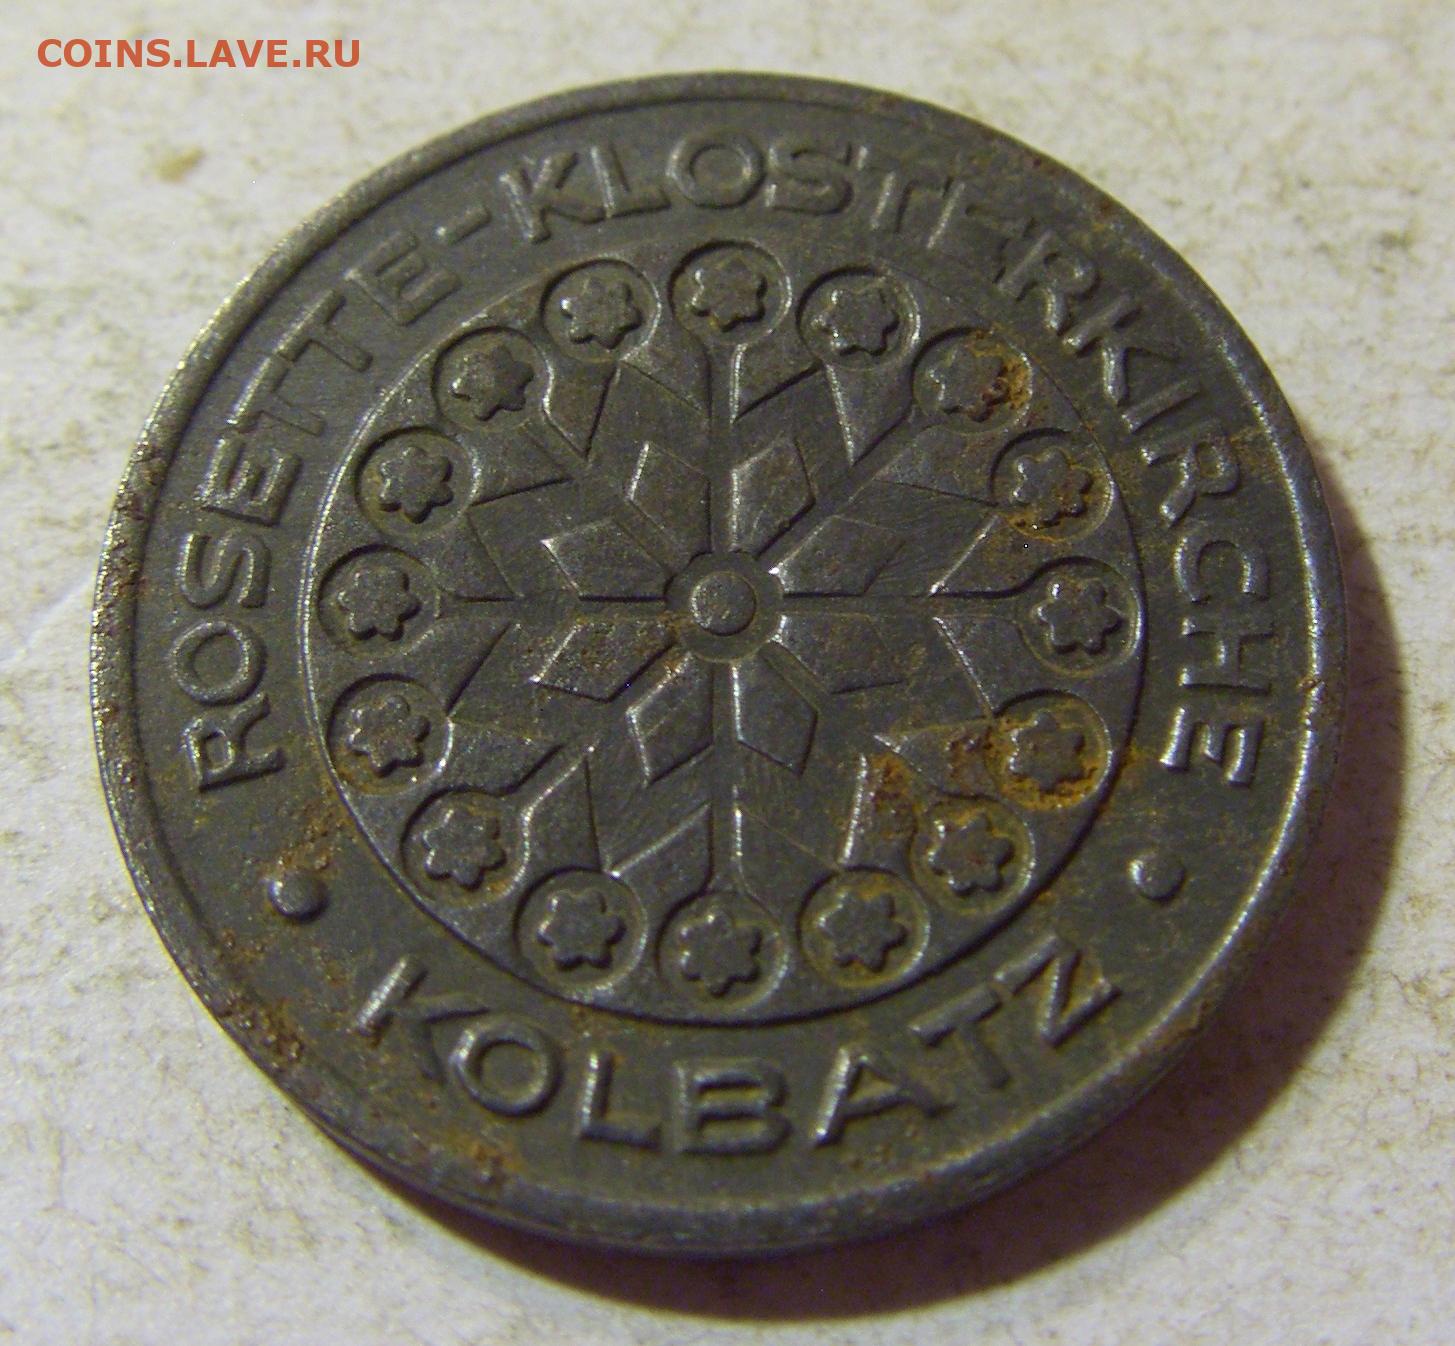 COINS.LAVE.RU
ROSETTE-KLOSTERKIRCHE
• KOLBATZ •